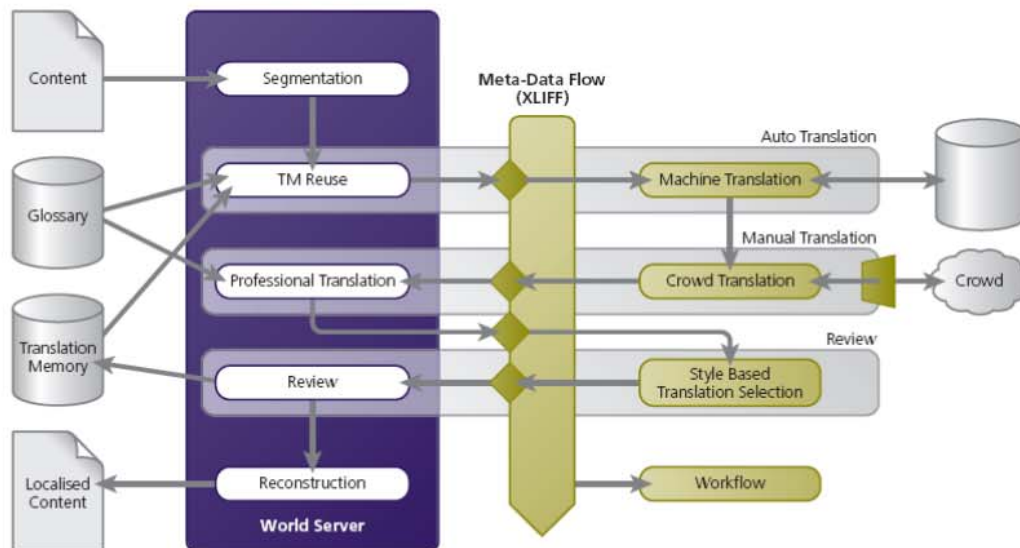 Content
Segmentation
Meta-Data Flow
(XLIFF)
Auto Translation
TM Reuse
Machine Translation
Glossary
Manual Translation
Professional Translation
Crowd Translation
Crowd
Translation
Memory
Review
Review
Style Based
Translation Selection
Localised
Content
Reconstruction
Workflow
World Server